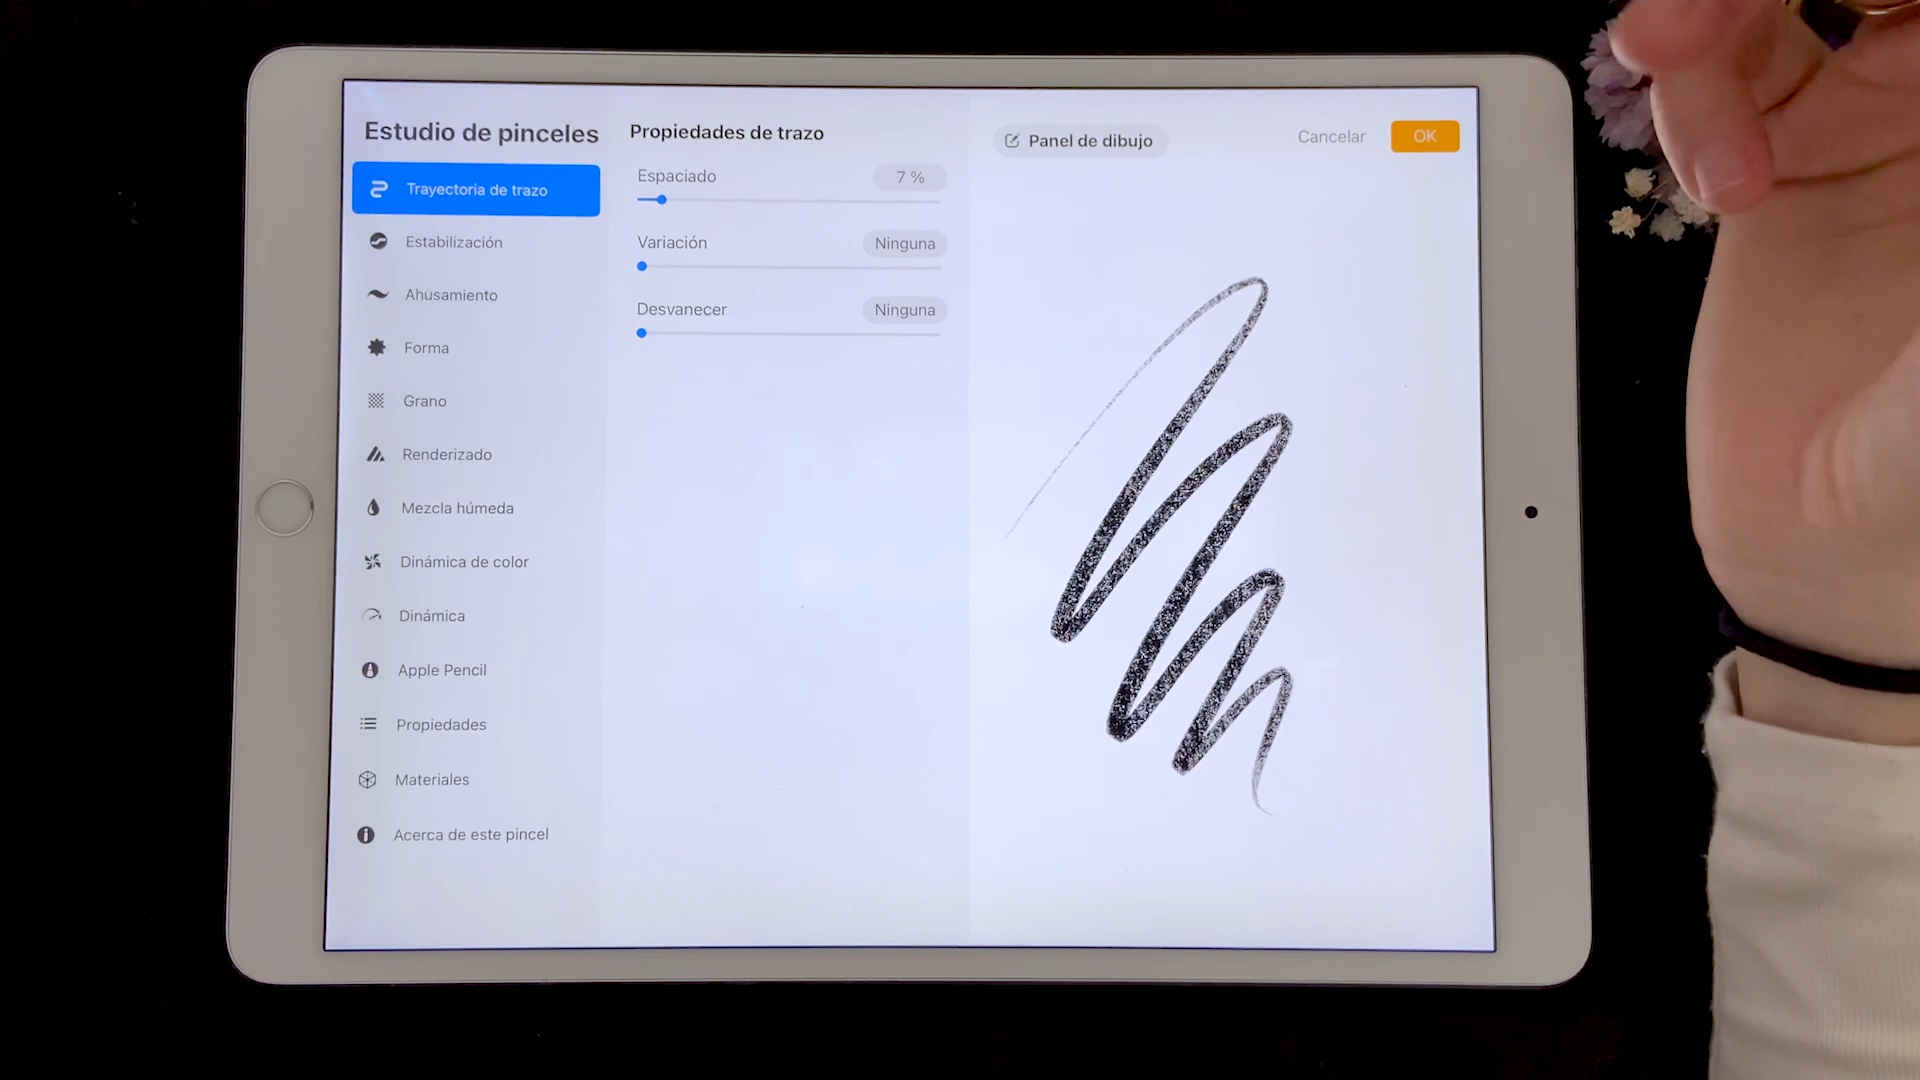 Estudio de pinceles
Trayectoria de trazo
Estabilización
Ahusamiento
Forma
Grano
Renderizado
Mezcla húmeda
Dinámica de color
Dinámica
Apple Pencil
Propiedades
Materiales
Acerca de este pincel
Propiedades de trazo
Espaciado 7 %
Variación Ninguna
Desvanecer Ninguna
Panel de dibujo
Cancelar
OK